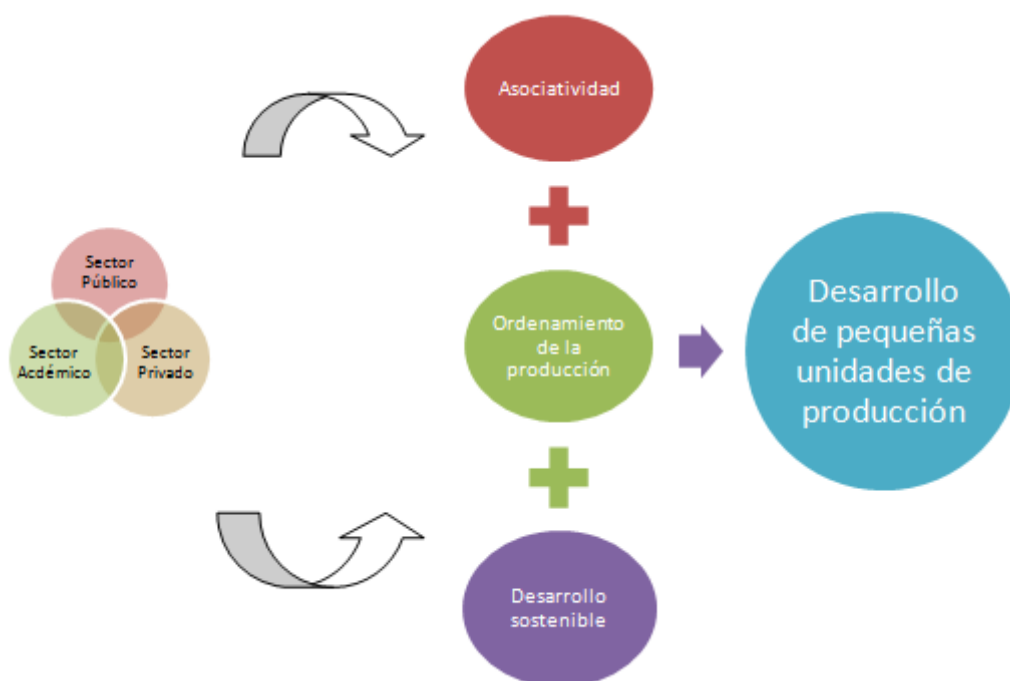 Sector
Público
Sector
Acdémico
Sector
Privado
Asociatividad
Ordenamiento
de la
producción
Desarrollo
sostenible
Desarrollo
de pequeñas
unidades de
producción